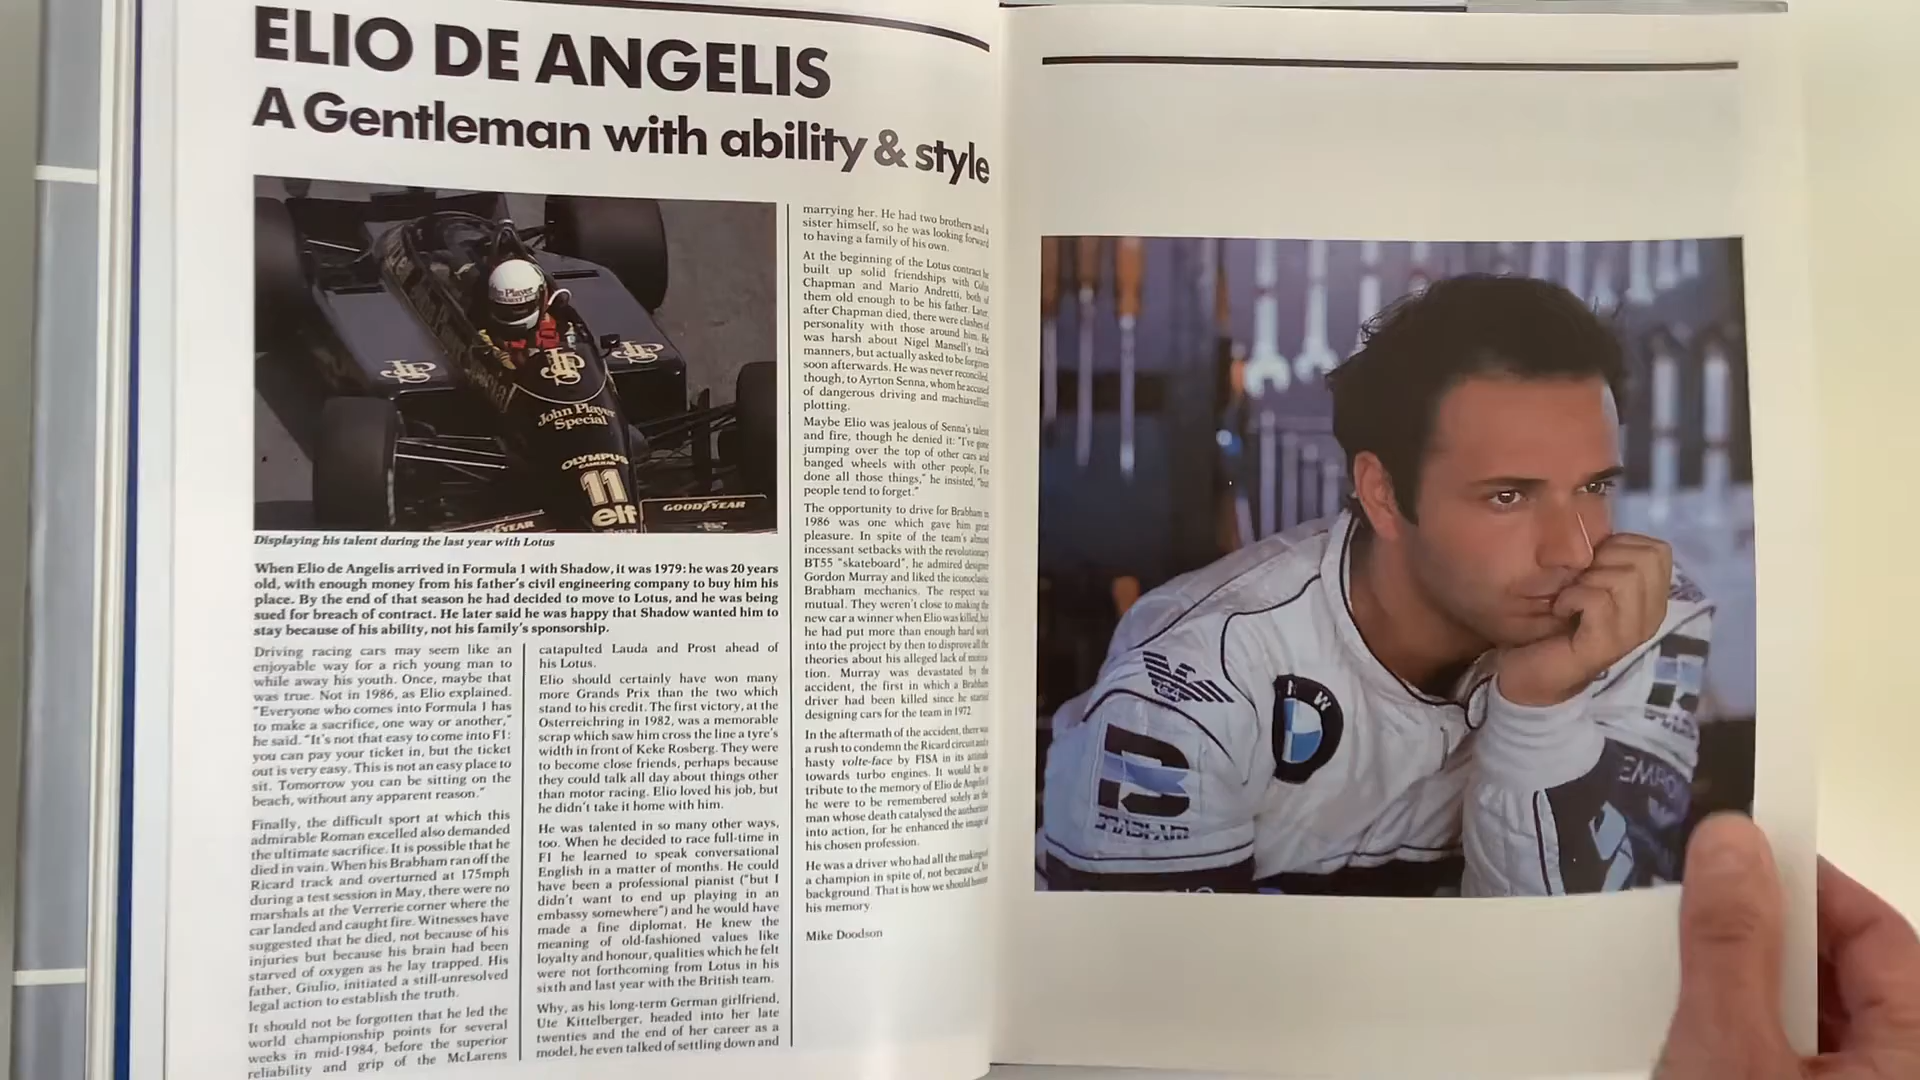 ELIO DE ANGELIS
A Gentleman with ability & style
John Player
JPS
JPS
JPS
John Player
Special
OLYMPUS
CAMERAS
11
elf
GOODYEAR
YEAR
Displaying his talent during the last year with Lotus
When Elio de Angelis arrived in Formula 1 with Shadow, it was 1979: he was 20 years
old, with enough money from his father's civil engineering company to buy him his
place. By the end of that season he had decided to move to Lotus, and he was being
sued for breach of contract. He later said he was happy that Shadow wanted him to
stay because of his ability, not his family's sponsorship.
Driving racing cars may seem like an
enjoyable way for a rich young man to
while away his youth. Once, maybe that
was true. Not in 1986, as Elio explained.
"Everyone who comes into Formula 1 has
to make a sacrifice, one way or another,"
he said. "It's not that easy to come into F1:
you can pay your ticket in, but the ticket
out is very easy. This is not an easy place to
sit. Tomorrow you can be sitting on the
beach, without any apparent reason."
Finally, the difficult sport at which this
admirable Roman excelled also demanded
the ultimate sacrifice. It is possible that he
died in vain. When his Brabham ran off the
Ricard track and overturned at 175mph
during a test session in May, there were no
marshals at the Verrerie corner where the
car landed and caught fire. Witnesses have
suggested that he died, not because of his
injuries but because his brain had been
starved of oxygen as he lay trapped. His
father, Giulio, initiated a still-unresolved
legal action to establish the truth.
It should not be forgotten that he led the
world championship points for several
weeks in mid-1984, before the superior
reliability and grip of the McLarens
catapulted Lauda and Prost ahead of
his Lotus.
Elio should certainly have won many
more Grands Prix than the two which
stand to his credit. The first victory, at the
Osterreichring in 1982, was a memorable
scrap which saw him cross the line a tyre's
width in front of Keke Rosberg. They were
to become close friends, perhaps because
they could talk all day about things other
than motor racing. Elio loved his job, but
he didn't take it home with him.
He was talented in so many other ways,
too. When he decided to race full-time in
F1 he learned to speak conversational
English in a matter of months. He could
have been a professional pianist ("but I
didn't want to end up playing in an
embassy somewhere") and he would have
made a fine diplomat. He knew the
meaning of old-fashioned values like
loyalty and honour, qualities which he felt
were not forthcoming from Lotus in his
sixth and last year with the British team.
Why, as his long-term German girlfriend,
Ute Kittelberger, headed into her late
twenties and the end of her career as a
model, he even talked of settling down and
marrying her. He had two brothers and a
sister himself, so he was looking forward
to having a family of his own.
At the beginning of the Lotus contract he
built up solid friendships with Colin
Chapman and Mario Andretti, both of
them old enough to be his father. Later,
after Chapman died, there were clashes of
personality with those around him. He
was harsh about Nigel Mansell's track
manners, but actually asked to be forgiven
soon afterwards. He was never reconciled,
though, to Ayrton Senna, whom he accused
of dangerous driving and machiavellian
plotting.
Maybe Elio was jealous of Senna's talent
and fire, though he denied it: "I've gone
jumping over the top of other cars and
banged wheels with other people, I've
done all those things," he insisted, "but
people tend to forget."
The opportunity to drive for Brabham in
1986 was one which gave him great
pleasure. In spite of the team's almost
incessant setbacks with the revolutionary
BT55 "skateboard", he admired designer
Gordon Murray and liked the iconoclastic
Brabham mechanics. The respect was
mutual. They weren't close to making the
new car a winner when Elio was killed, but
he had put more than enough hard work
into the project by then to disprove all the
theories about his alleged lack of motiva-
tion. Murray was devastated by the
accident, the first in which a Brabham
driver had been killed since he started
designing cars for the team in 1972.
In the aftermath of the accident, there was
a rush to condemn the Ricard circuit and a
hasty volte-face by FISA in its attitude
towards turbo engines. It would be no
tribute to the memory of Elio de Angelis if
he were to be remembered solely as the
man whose death catalysed the authorities
into action, for he enhanced the image of
his chosen profession.
He was a driver who had all the makings of
a champion in spite of, not because of, his
background. That is how we should honour
his memory
Mike Doodson
BMW
BRABHAM